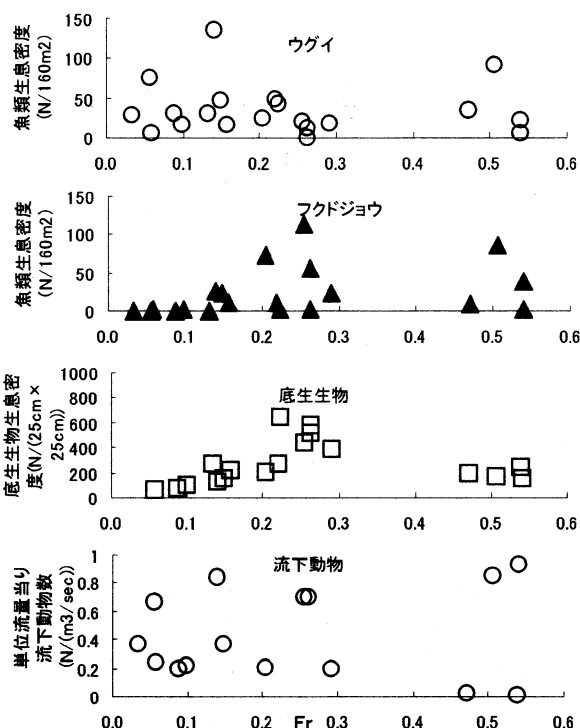 魚類生息密度
(N/160m2)
150
100
50
0
ウグイ
0.0 0.1 0.2 0.3 0.4 0.5 0.6
魚類生息密度
(N/160m2)
150
100
50
0
フクドジョウ
0.0 0.1 0.2 0.3 0.4 0.5 0.6
底生生物生息密
度(N/(25cm×
25cm))
1000
800
600
400
200
0
底生生物
0.0 0.1 0.2 0.3 0.4 0.5 0.6
単位流量当り
流下動物数
(N/(m3/sec))
1
0.8
0.6
0.4
0.2
0
流下動物
0.0 0.1 0.2 0.3 0.4 0.5 0.6
Fr